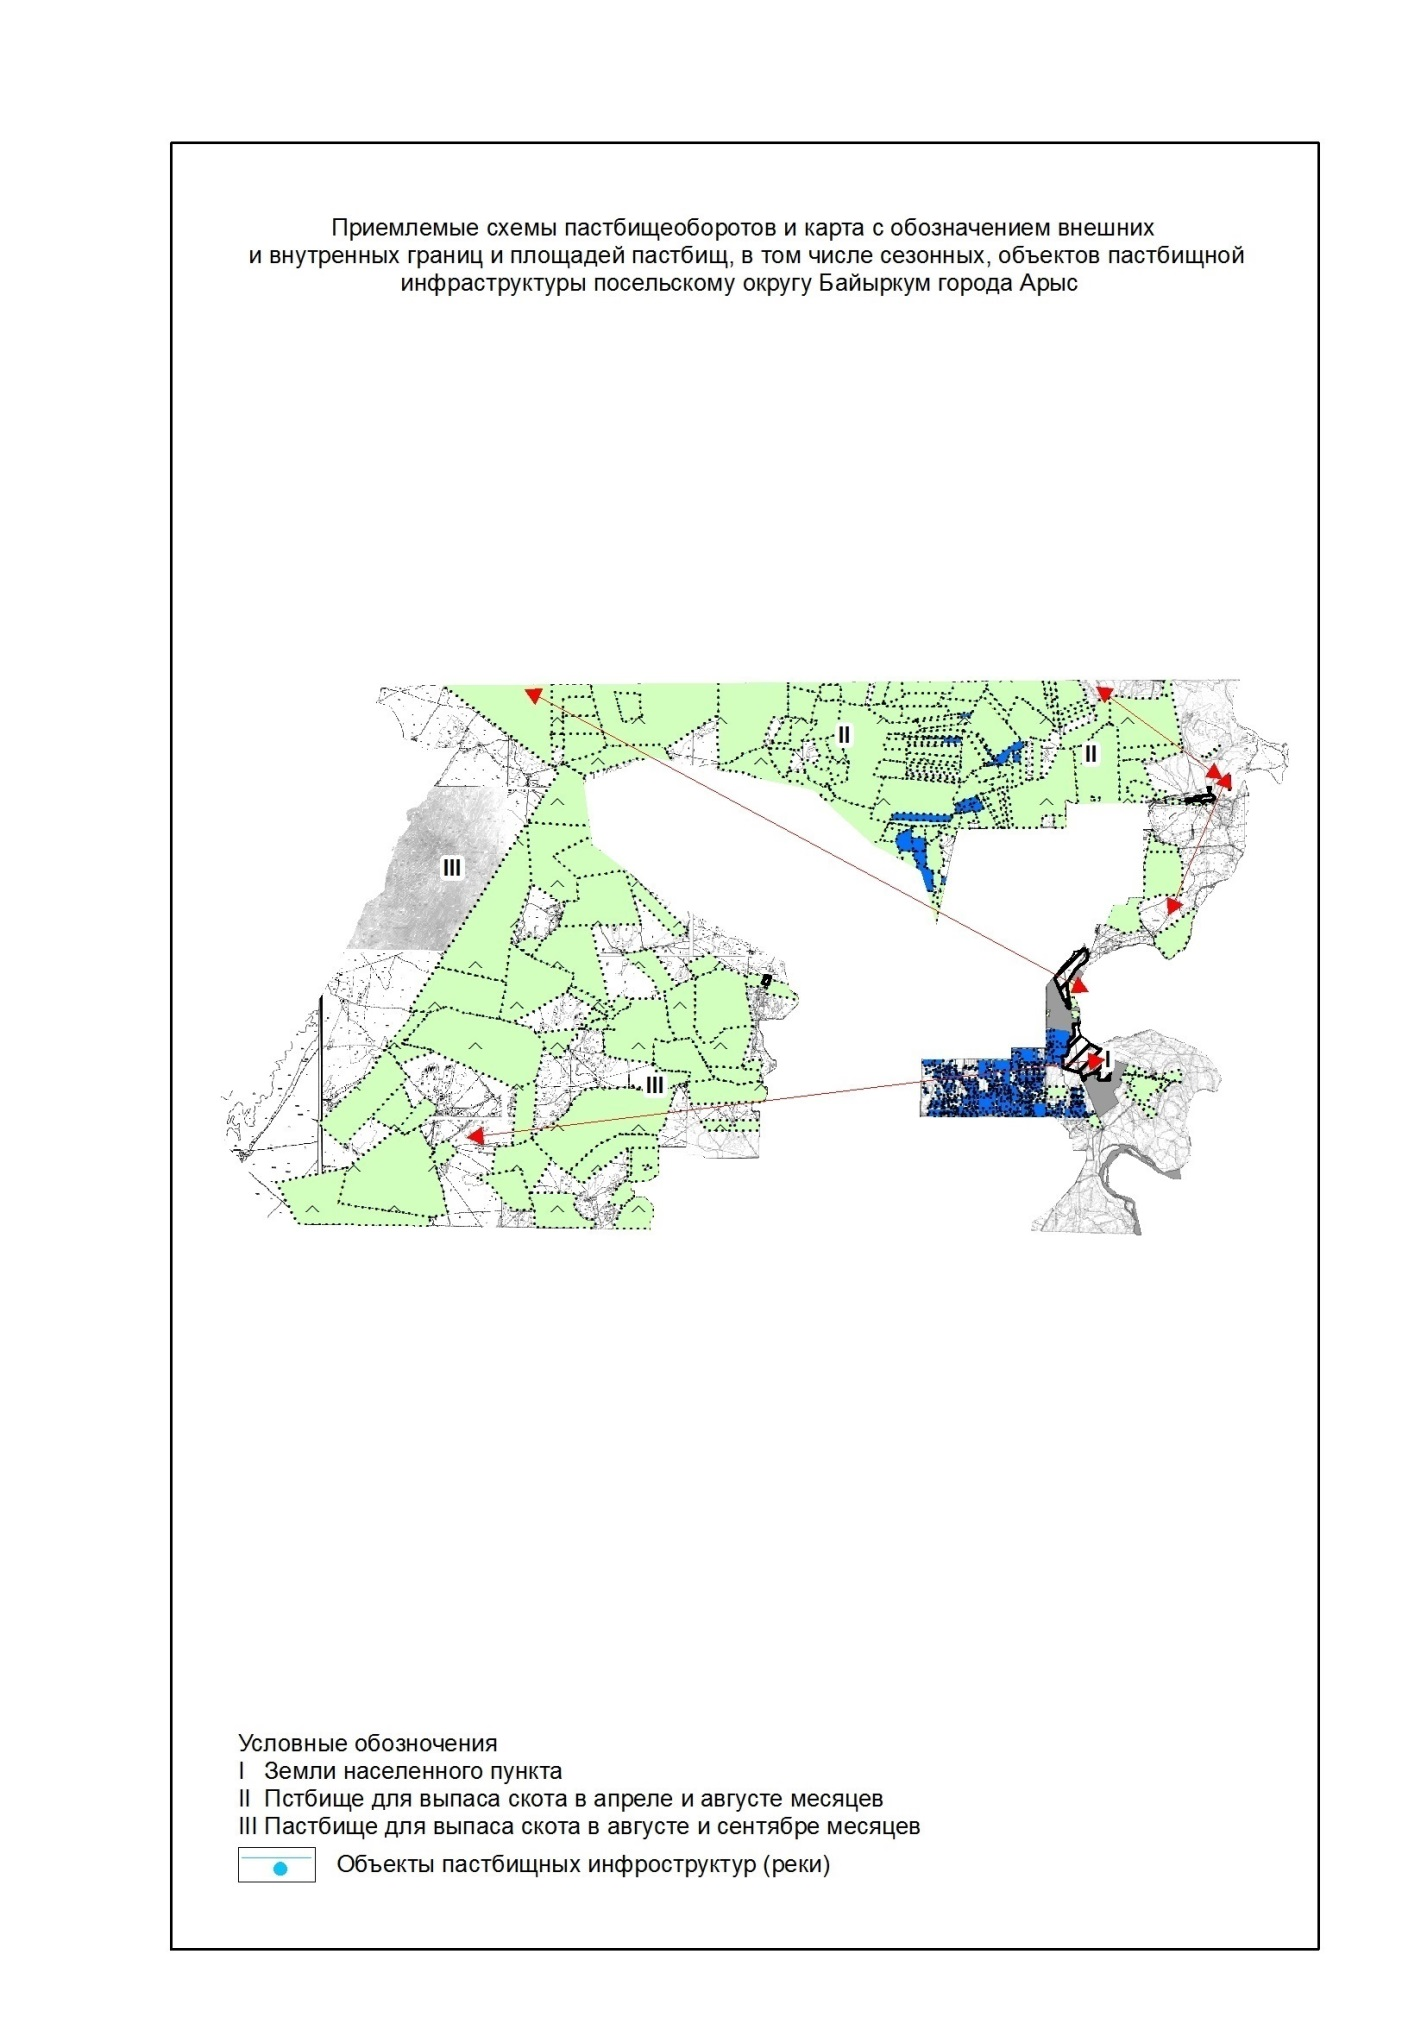 Приемлемые схемы пастбищеоборотов и карта с обозначением внешних
и внутренных границ и площадей пастбищ, в том числе сезонных, объектов пастбищной
инфраструктуры посельскому округу Байыркум города Арыс
II
II
III
I
III
Условные обозночения
I Земли населенного пункта
II Пстбище для выпаса скота в апреле и августе месяцев
III Пастбище для выпаса скота в августе и сентябре месяцев
Объекты пастбищных инфроструктур (реки)